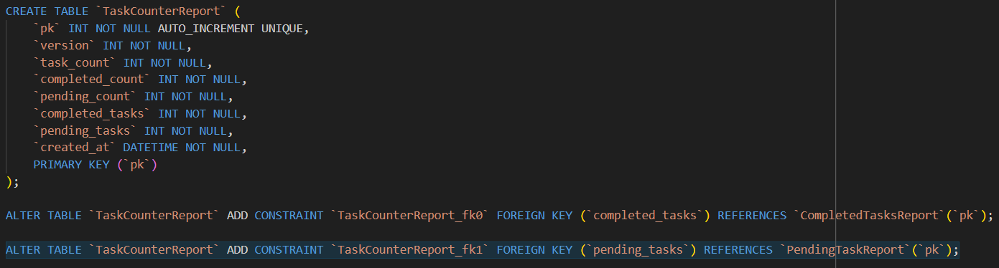 CREATE TABLE `TaskCounterReport` (
`pk` INT NOT NULL AUTO_INCREMENT UNIQUE,
`version` INT NOT NULL,
`task_count` INT NOT NULL,
`completed_count` INT NOT NULL,
`pending_count` INT NOT NULL,
`completed_tasks` INT NOT NULL,
`pending_tasks` INT NOT NULL,
`created_at` DATETIME NOT NULL,
PRIMARY KEY (`pk`)
);
ALTER TABLE `TaskCounterReport` ADD CONSTRAINT `TaskCounterReport_fk0` FOREIGN KEY (`completed_tasks`) REFERENCES `CompletedTasksReport`(`pk`);
ALTER TABLE `TaskCounterReport` ADD CONSTRAINT `TaskCounterReport_fk1` FOREIGN KEY (`pending_tasks`) REFERENCES `PendingTaskReport`(`pk`);